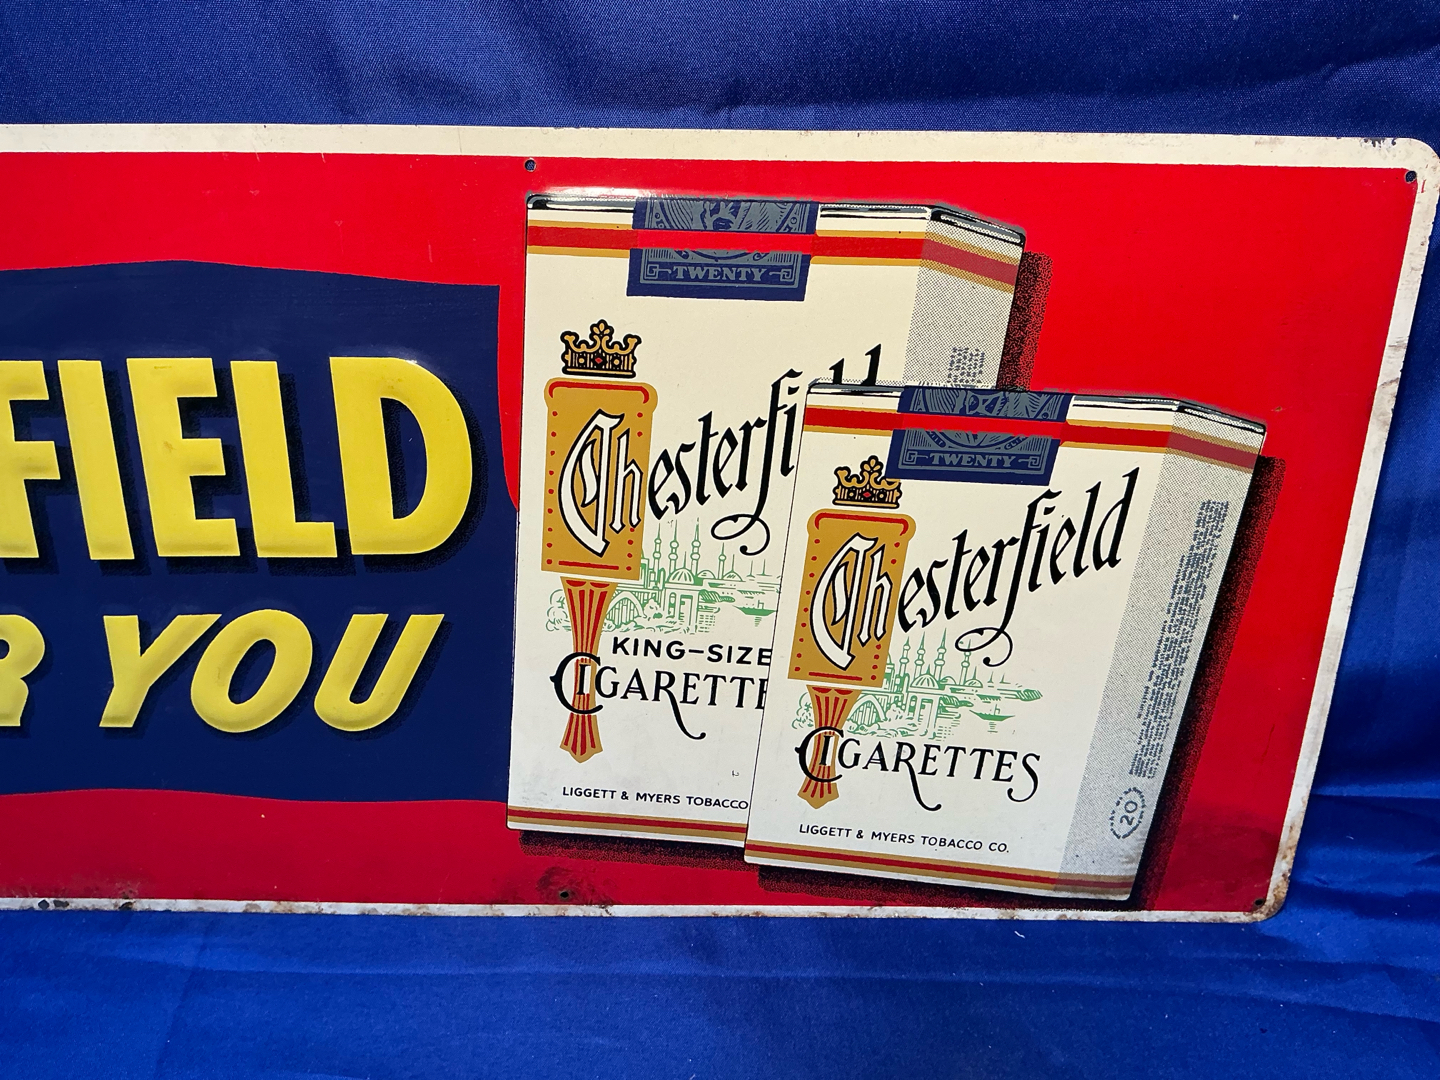 FIELD
R YOU
TWENTY
Chesterfield
KING-SIZE
CIGARETTE
LIGGETT & MYERS TOBACCO
TWENTY
Chesterfield
CIGARETTES
LIGGETT & MYERS TOBACCO CO.
20